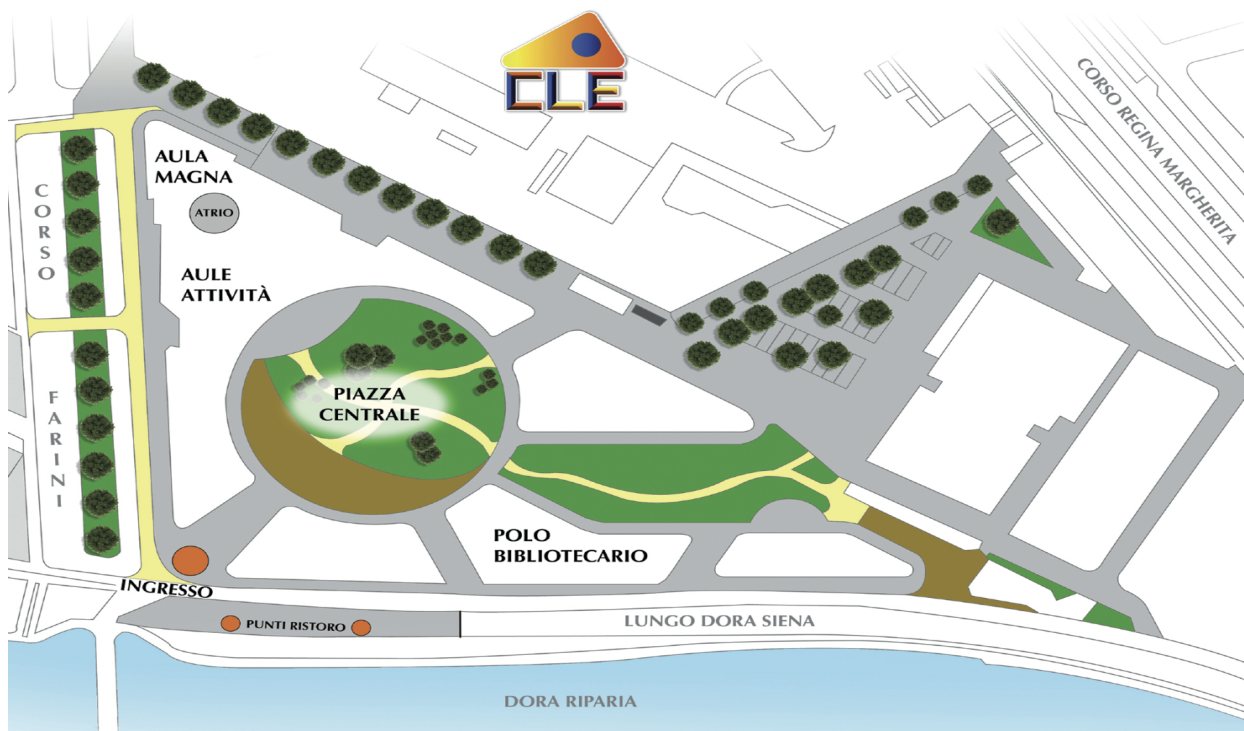 CLE
CORSO REGINA MARGHERITA
AULA
MAGNA
ATRIO
CORSO
AULE
ATTIVITÀ
PIAZZA
CENTRALE
FARINI
POLO
BIBLIOTECARIO
INGRESSO
PUNTI RISTORO
LUNGO DORA SIENA
DORA RIPARIA